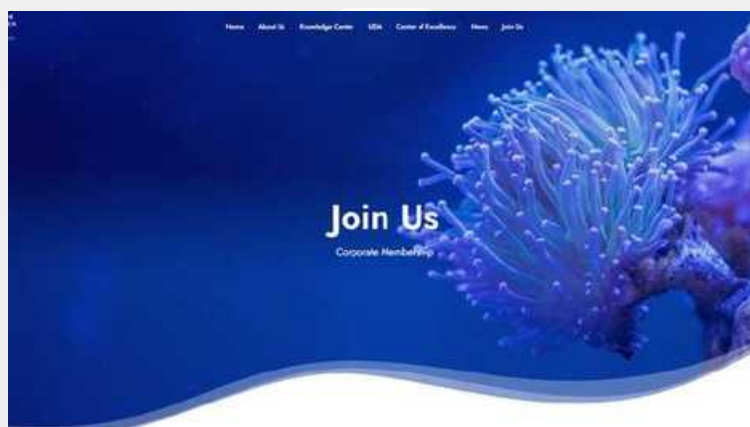 Home About Us Knowledge Center UDA Center of Excellence News Join Us
Join Us
Corporate Membership